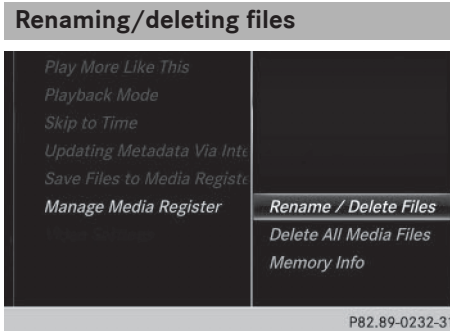 Renaming/deleting files
Play More Like This
Playback Mode
Skip to Time
Updating Metadata Via Inte
Save Files to Media Registe
Manage Media Register
Rename / Delete Files
Delete All Media Files
Memory Info
P82.89-0232-31